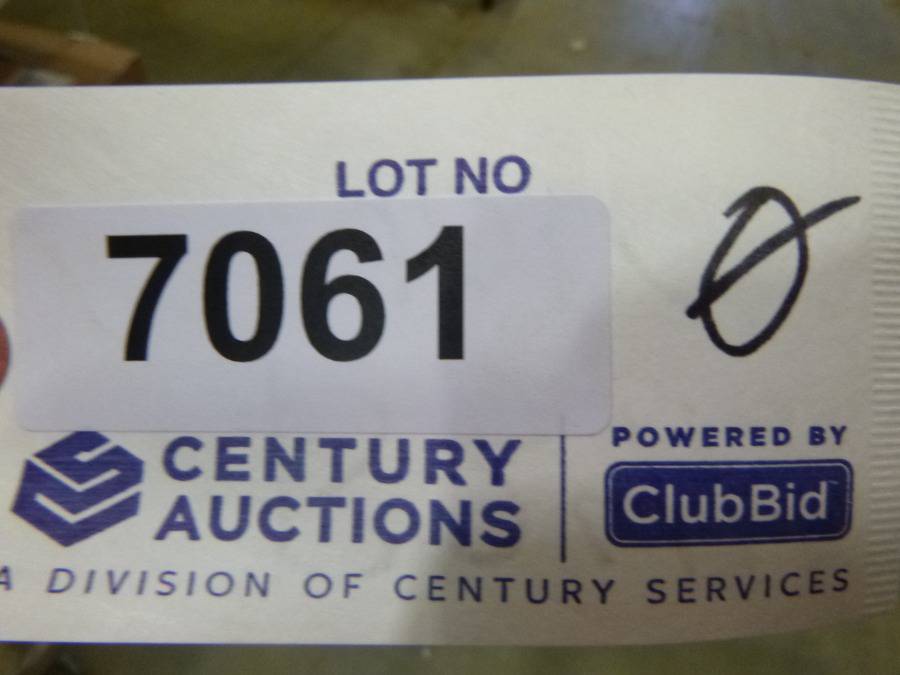 LOT NO
7061
Ø
CENTURY
AUCTIONS
POWERED BY
ClubBid
A DIVISION OF CENTURY SERVICES